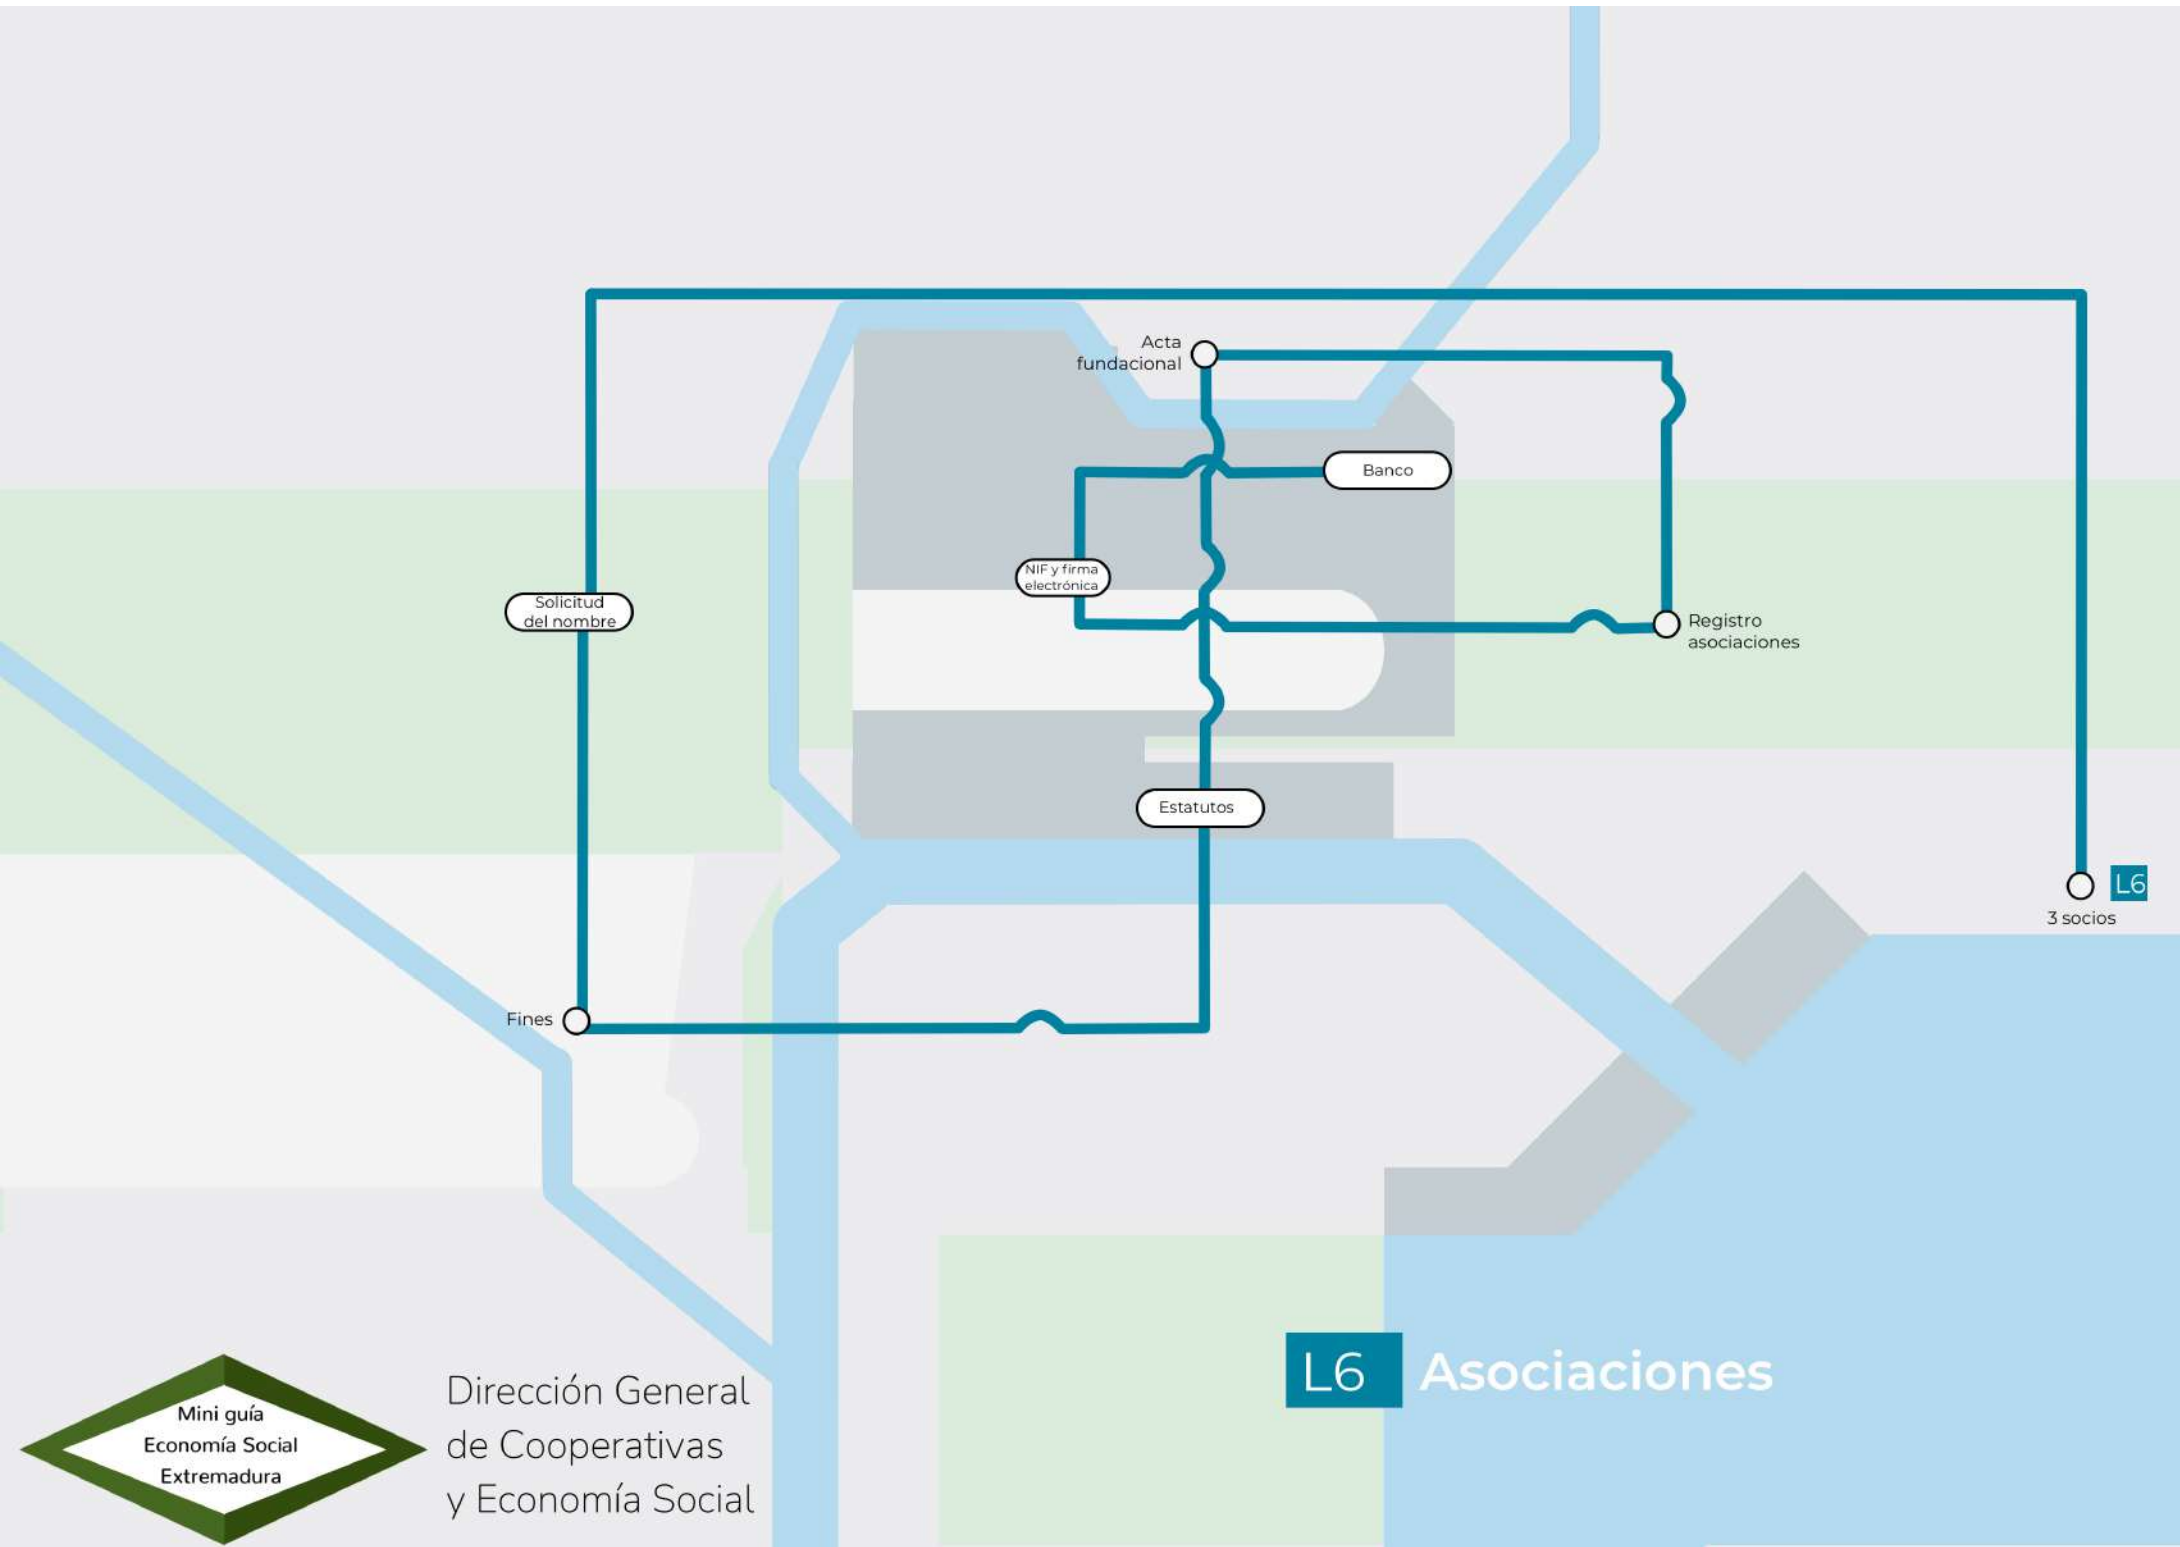 Acta
fundacional
Banco
NIF y firma
electrónica
Solicitud
del nombre
Registro
asociaciones
Estatutos
L6
3 socios
Fines
L6 Asociaciones
Mini guía
Economía Social
Extremadura
Dirección General
de Cooperativas
y Economía Social